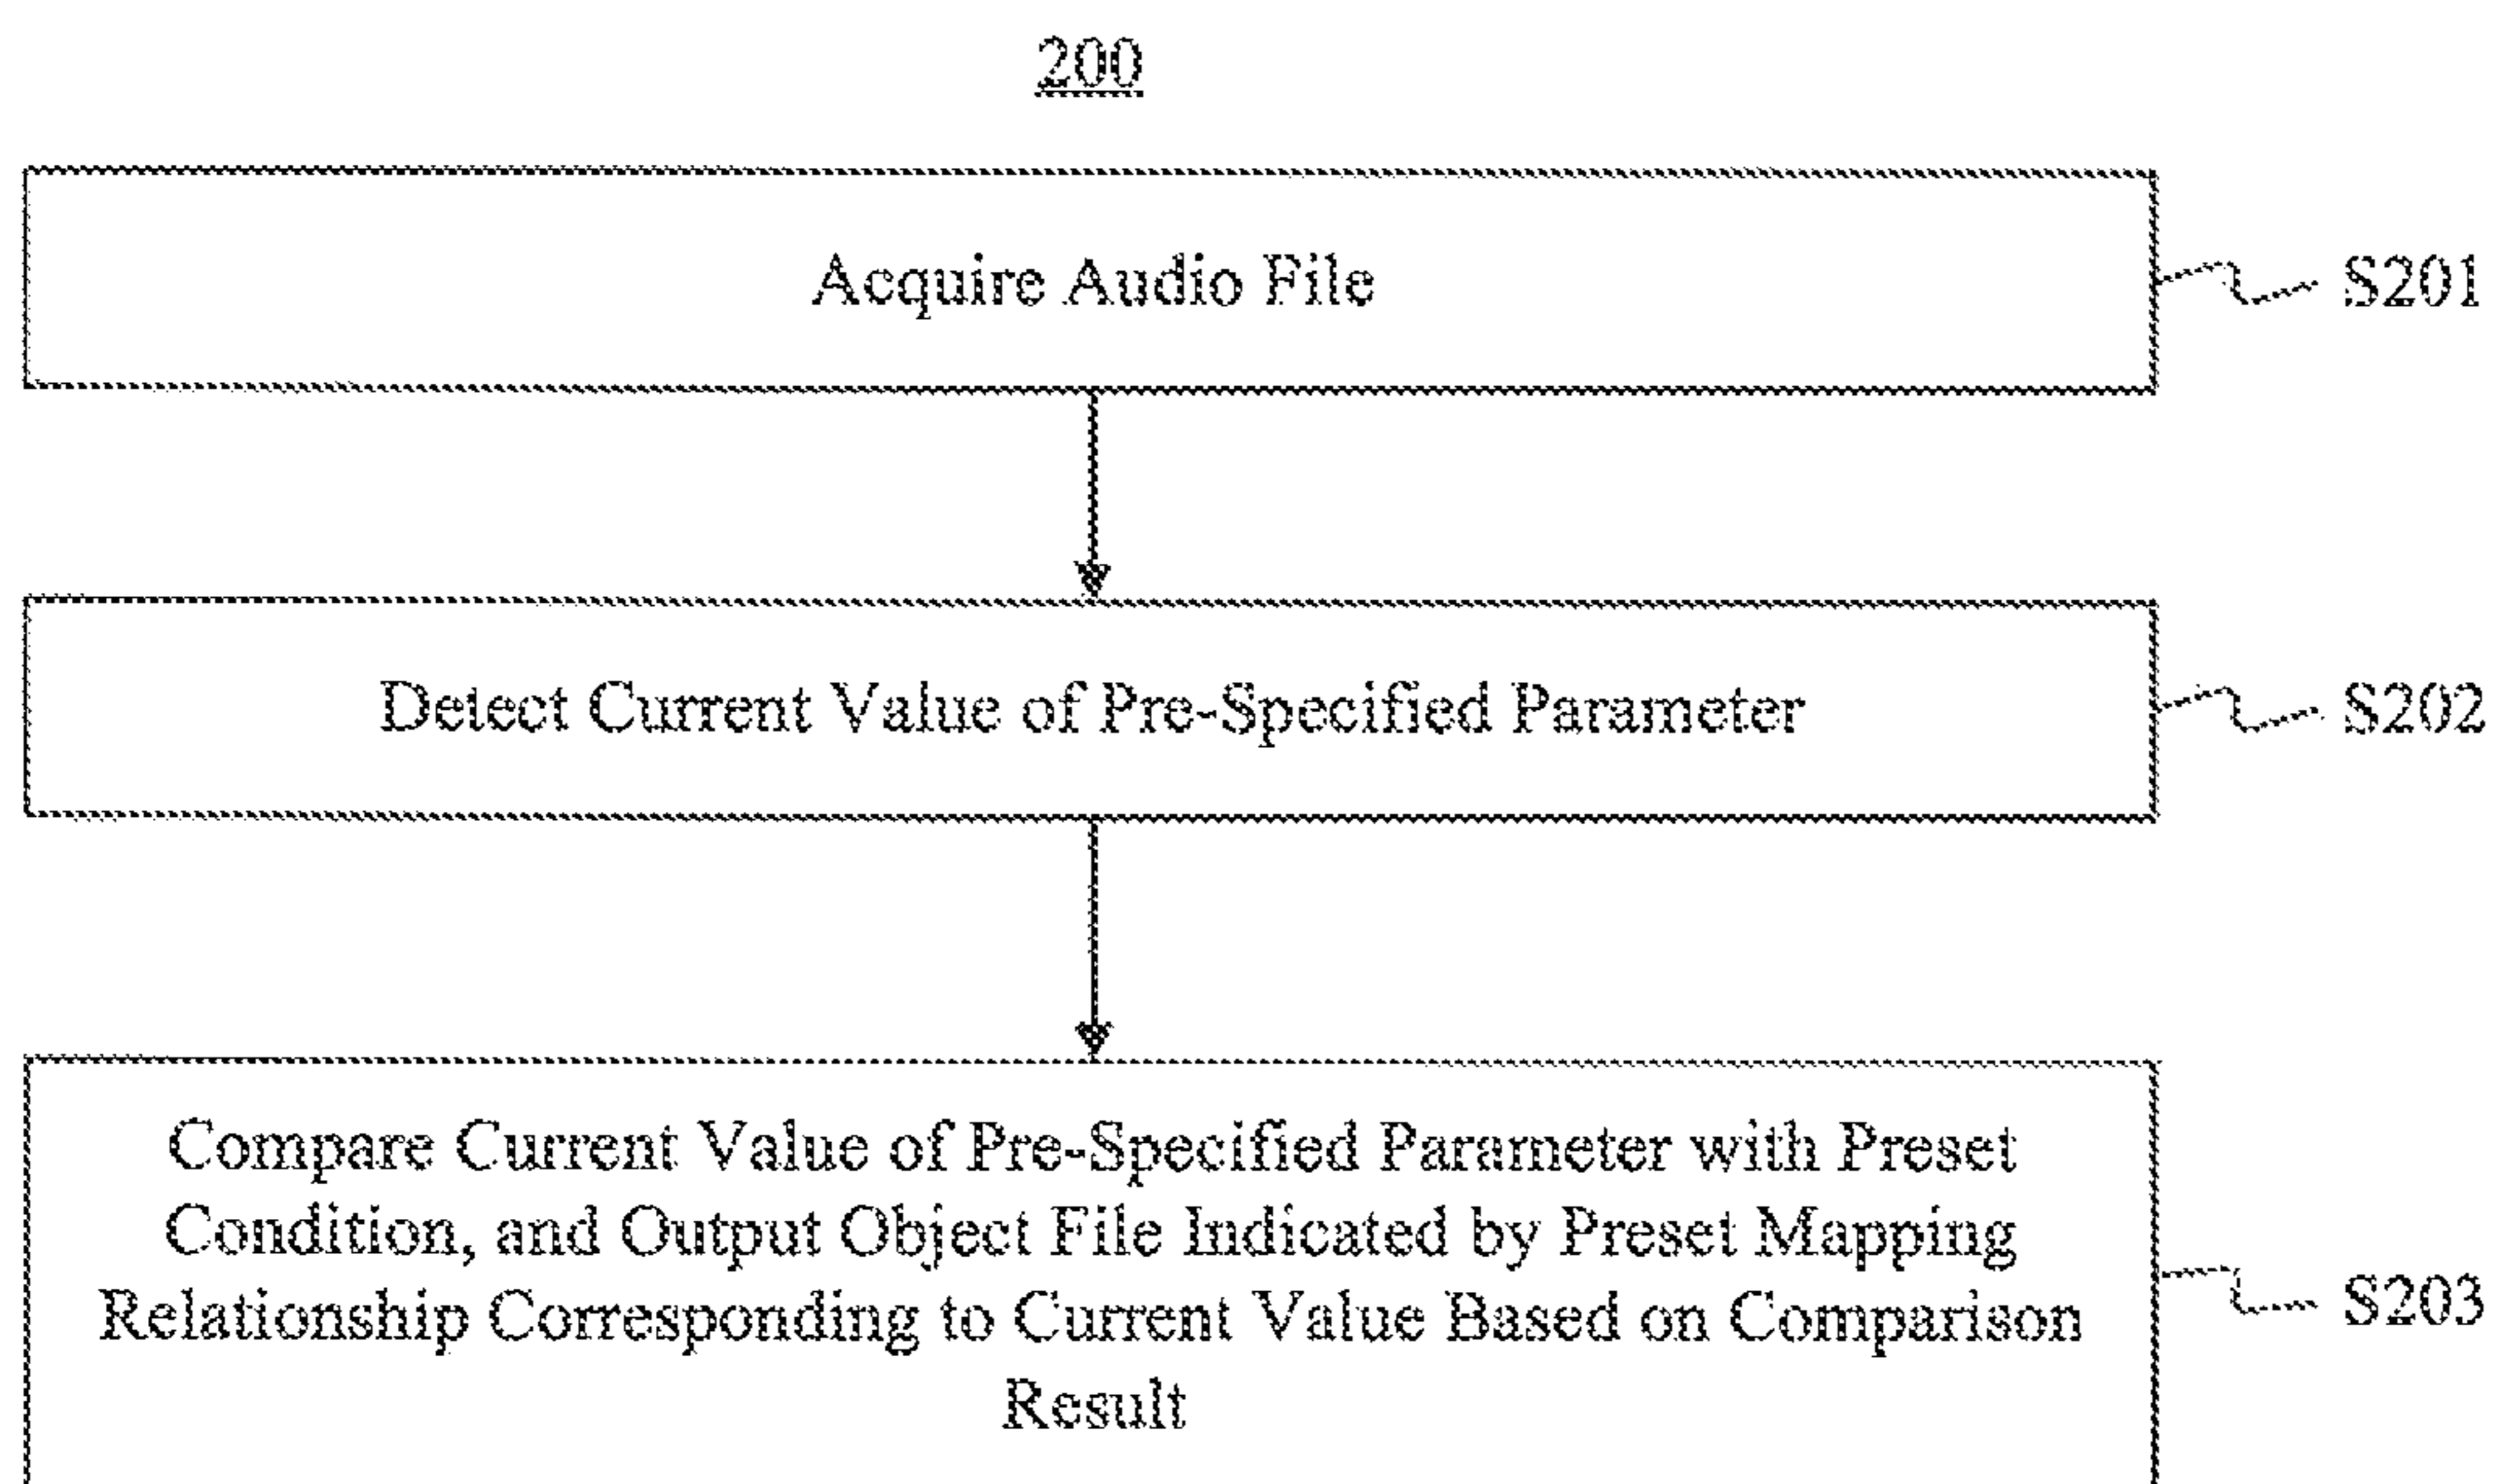 200
Acquire Audio File
S201
Detect Current Value of Pre-Specified Parameter
S202
Compare Current Value of Pre-Specified Parameter with Preset
Condition, and Output Object File Indicated by Preset Mapping
Relationship Corresponding to Current Value Based on Comparison
Result
S203